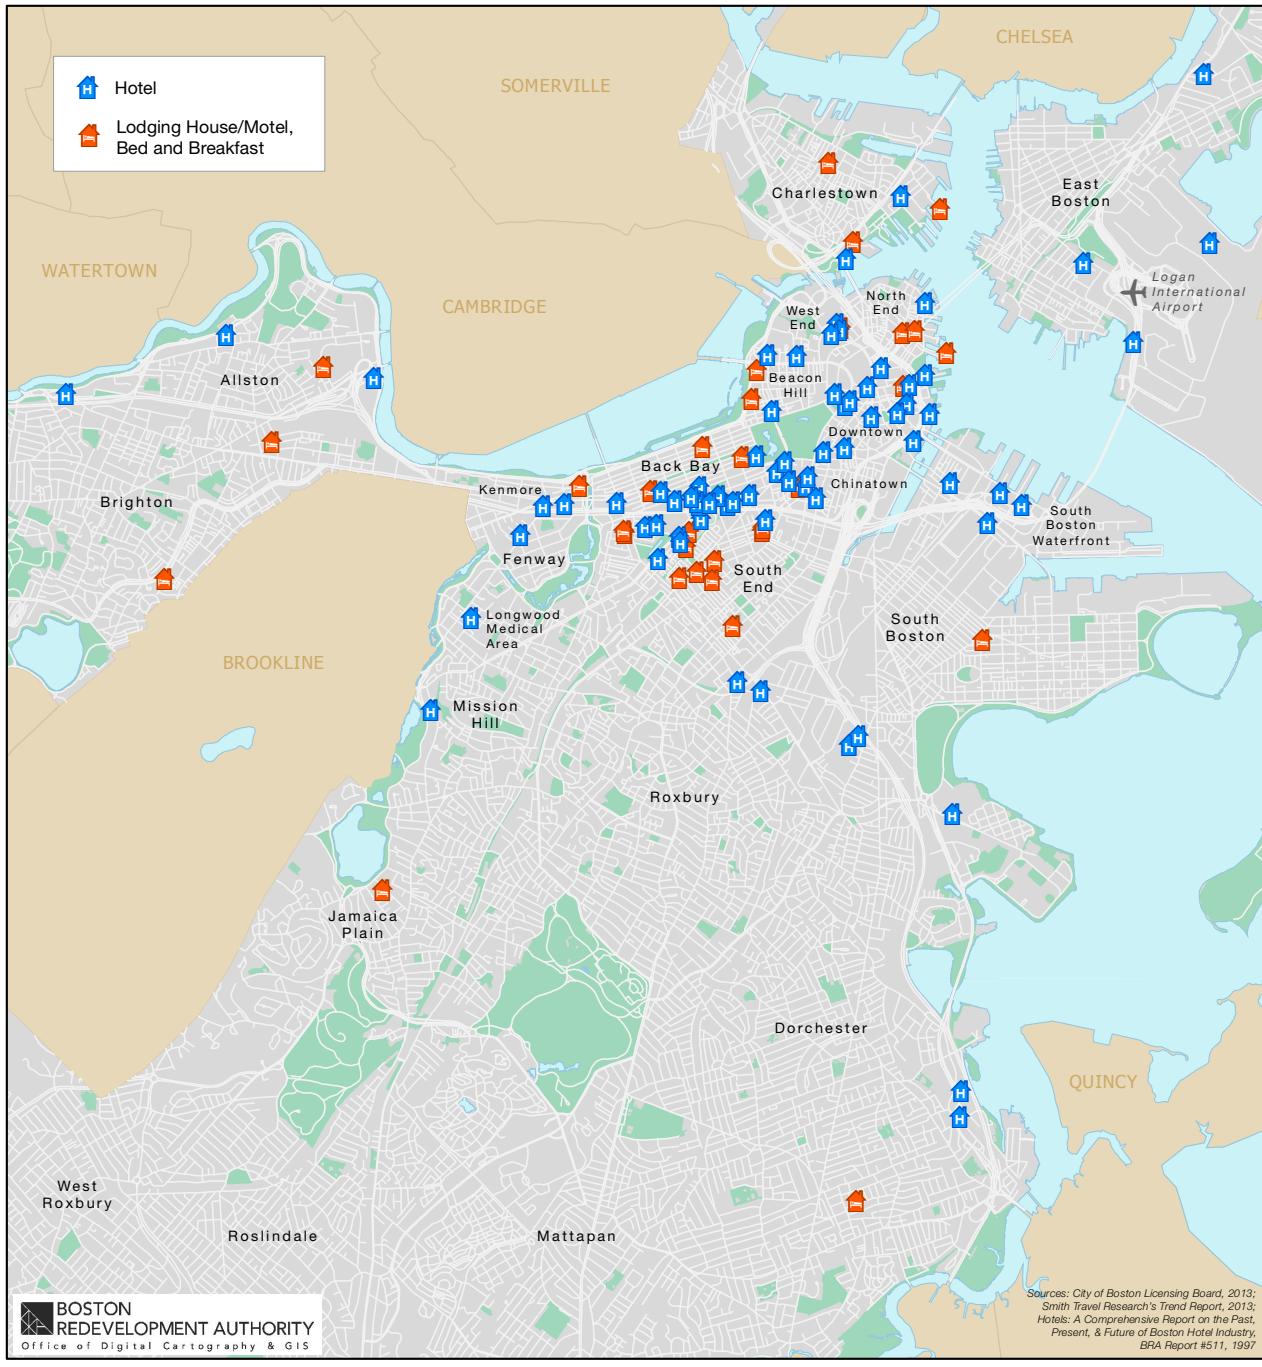 CHELSEA
Hotel
SOMERVILLE
Lodging House/Motel,
Bed and Breakfast
Charlestown
East
Boston
WATERTOWN
CAMBRIDGE
Logan
International
Airport
North
End
West
End
Allston
Beacon
Hill
Downtown
Back Bay
Chinatown
Kenmore
Brighton
South
Boston
Waterfront
Fenway
South
End
Longwood
Medical
Area
South
Boston
BROOKLINE
Mission
Hill
Roxbury
Jamaica
Plain
Dorchester
QUINCY
West
Roxbury
Roslindale
Mattapan
BOSTON
REDEVELOPMENT AUTHORITY
Office of Digital Cartography & GIS
Sources: City of Boston Licensing Board, 2013;
Smith Travel Research's Trend Report, 2013;
Hotels: A Comprehensive Report on the Past,
Present, & Future of Boston Hotel Industry,
BRA Report #511, 1997